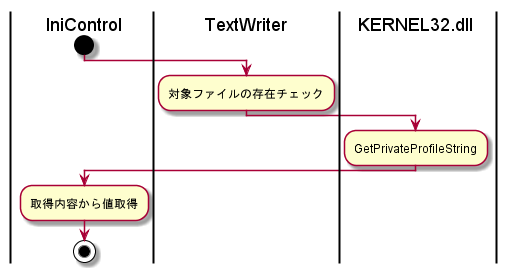 IniControl
TextWriter
KERNEL32.dll
対象ファイルの存在チェック
GetPrivateProfileString
取得内容から値取得